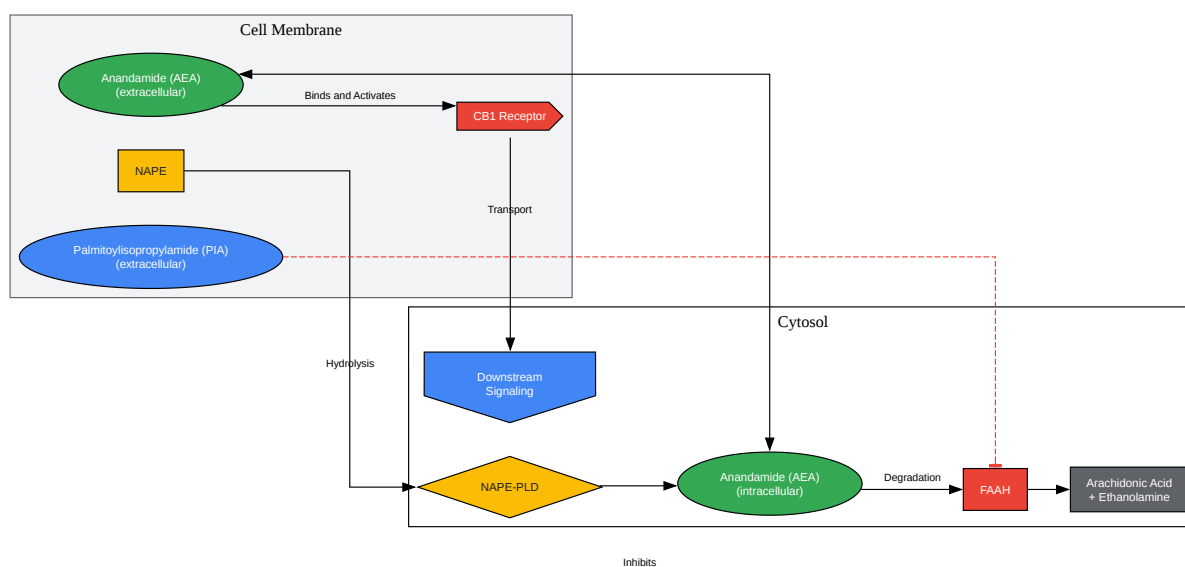 Cell Membrane
Anandamide (AEA)
(extracellular)
Binds and Activates
CB1 Receptor
NAPE
Transport
Palmitoylisopropylamide (PIA)
(extracellular)
Cytosol
Hydrolysis
Downstream
Signaling
NAPE-PLD
Anandamide (AEA)
(intracellular)
Degradation
FAAH
Arachidonic Acid
+ Ethanolamine
Inhibits